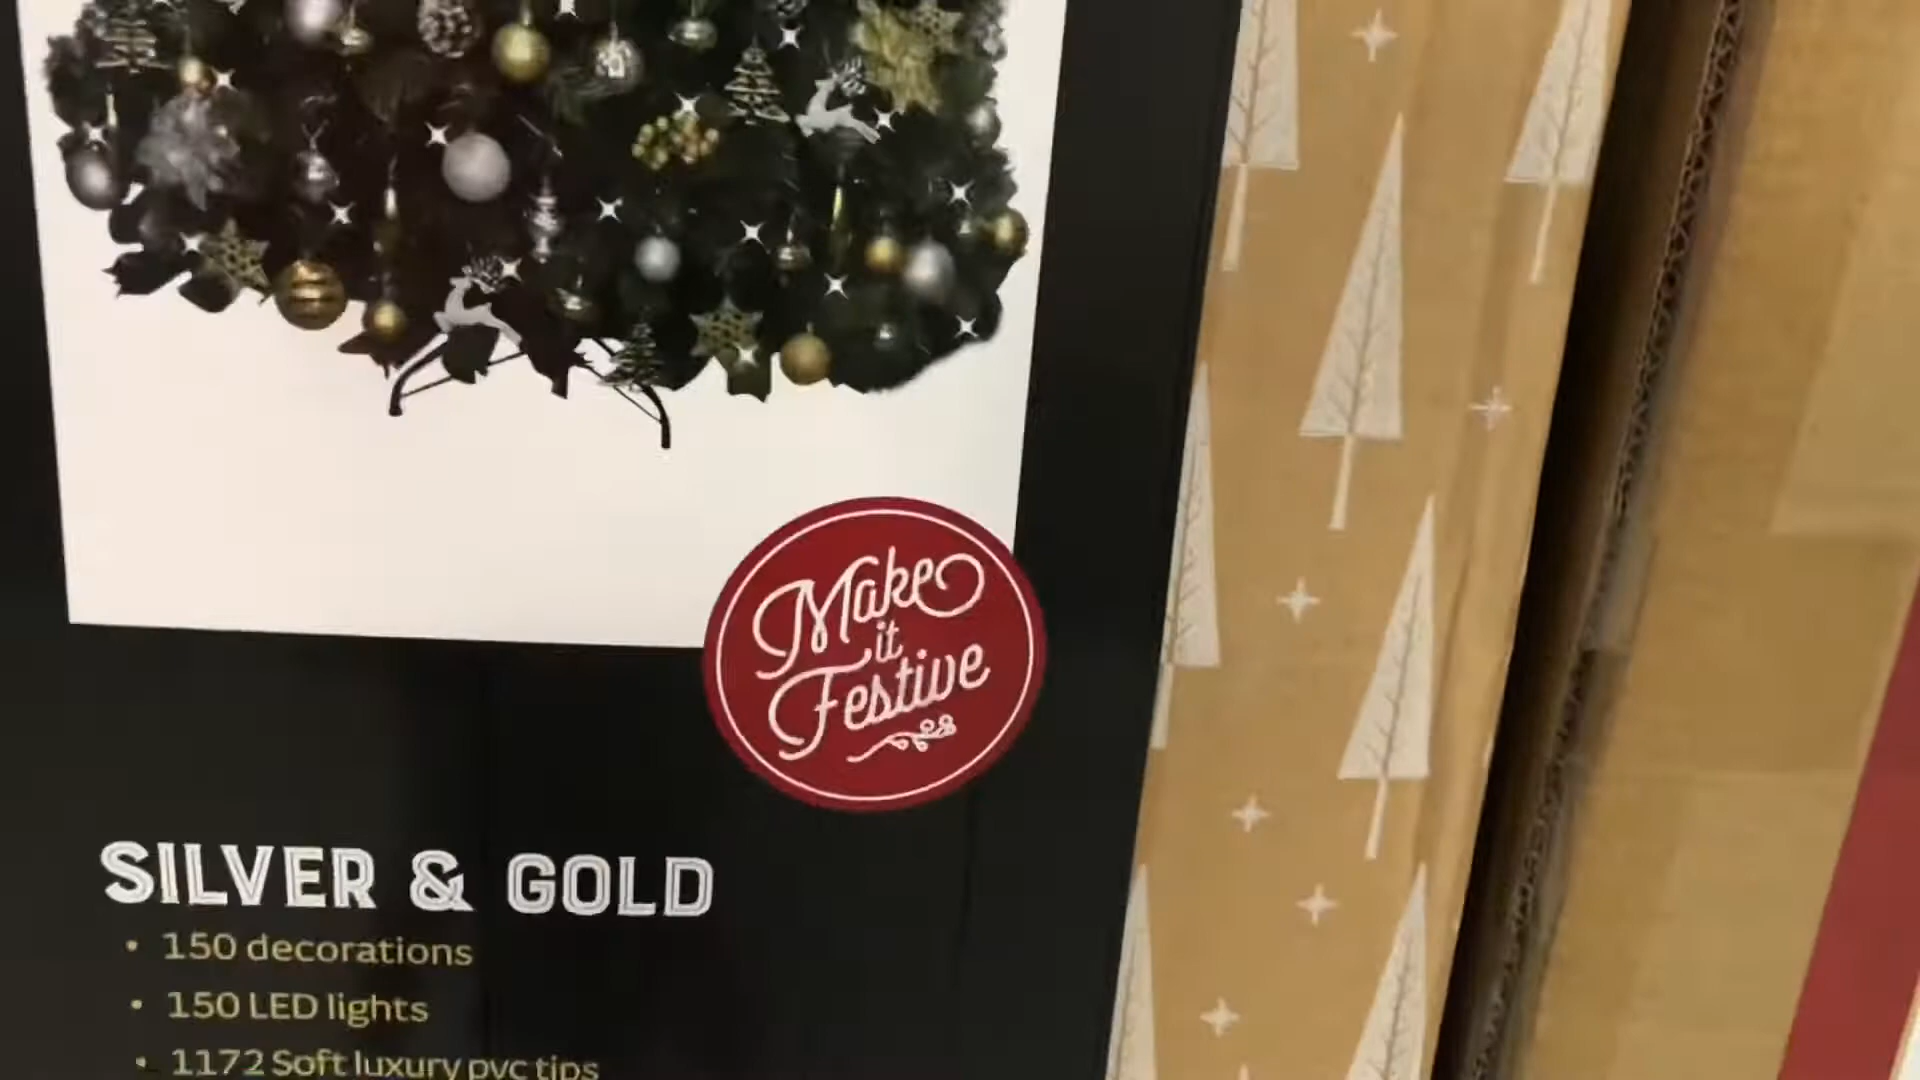 Make
it
Festive
SILVER & GOLD
• 150 decorations
• 150 LED lights
• 1172 Soft luxury pvc tips